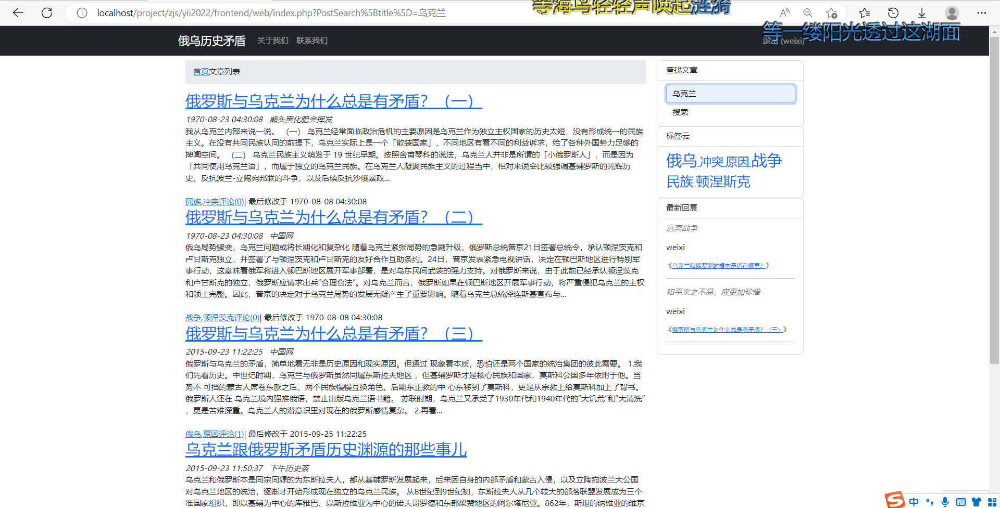 localhost/project/zjs/yii2022/frontend/web/index.php?PostSearch%5Btitle%5D=乌克兰
等海鸟轻轻声唤起涟漪
等一缕阳光透过这湖面
俄乌历史矛盾 关于我们 联系我们 退出 (weixi)
首页文章列表
俄罗斯与乌克兰为什么总是有矛盾？（一）
1970-08-23 04:30:08 熊头黑化肥会挥发
我从乌克兰内部来说一说。 （一） 乌克兰经常面临政治危机的主要原因是乌克兰作为独立主权国家的历史太短，没有形成统一的民族
主义。在没有共同民族认同的前提下，乌克兰实际上是一个「散装国家」，不同地区有着不同的利益诉求，给了各种外国势力足够的
捭阖空间。 （二） 乌克兰民族主义萌发于 19 世纪早期。按照舍甫琴科的说法，乌克兰人并非是所谓的「小俄罗斯人」，而是因为
「共同使用乌克兰语」，而属于独立的乌克兰民族。在乌克兰人凝聚民族主义的过程当中，相对来说会比较强调基辅罗斯的光辉历
史、反抗波兰-立陶宛邦联的斗争，以及后续反抗沙俄暴政...
民族,冲突评论(0)| 最后修改于 1970-08-08 04:30:08
俄罗斯与乌克兰为什么总是有矛盾？（二）
1970-08-23 04:30:08 中国网
俄乌局势骤变，乌克兰问题或将长期化和复杂化 随着乌克兰紧张局势的急剧升级，俄罗斯总统普京21日签署总统令，承认顿涅茨克和
卢甘斯克独立，并签署了与顿涅茨克和卢甘斯克的友好合作互助条约。24日，普京发表紧急电视讲话，决定在顿巴斯地区进行特别军
事行动，这意味着俄军将进入顿巴斯地区展开军事部署，是对乌东民间武装的强力支持。对俄罗斯来说，由于此前已经承认顿涅茨克
和卢甘斯克的独立，俄罗斯应请求出兵“合理合法”。对乌克兰而言，俄罗斯如果在顿巴斯地区开展军事行动，将严重侵犯乌克兰的主权
和领土完整。因此，普京的决定对于乌克兰局势的发展无疑产生了重要影响。随着乌克兰总统泽连斯基宣布与...
战争,顿涅茨克评论(0)| 最后修改于 1970-08-08 04:30:08
俄罗斯与乌克兰为什么总是有矛盾？（三）
2015-09-23 11:22:25 中国网
俄罗斯与乌克兰的矛盾，简单地看无非是历史原因和现实原因。但通过 现象看本质，恐怕还是两个国家的统治集团的彼此需要。 1.我
们先看历史。中世纪时期，乌克兰与俄罗斯虽然同属东斯拉夫地区 ，但基辅罗斯才是核心民族和国家，莫斯科公国多年依附于他。当
势不 可挡的蒙古人席卷东欧之后，两个民族慢慢互换角色。后期东正教的中 心东移到了莫斯科，更是从宗教上给莫斯科加上了背书。
俄罗斯人还在 乌克兰境内强推俄语，禁止出版乌克兰语书籍。 苏联时期，乌克兰又承受了1930年代和1940年代的“大饥荒”和“大清洗”
，更是苦难深重。乌克兰人的潜意识里对现在的俄罗斯感情复杂。 2.再看...
俄乌,原因评论(1)| 最后修改于 2015-09-25 11:22:25
乌克兰跟俄罗斯矛盾历史渊源的那些事儿
2015-09-23 11:50:37 下午历史茶
乌克兰和俄罗斯本是同宗同源的为东斯拉夫人，都从基辅罗斯发展起来，后来因自身的内部矛盾和蒙古入侵，以及立陶宛波兰大公国
对乌克兰地区的统治，逐渐才开始形成现在独立的乌克兰民族。 从8世纪到9世纪初，东斯拉夫人从几个较大的部落联盟发展成为三个
准国家组织，即以基辅为中心的库雅巴、以斯拉维亚为中心的诺夫哥罗德和东部梁赞地区的阿尔塔尼亚。862年，斯堪的纳维亚的维京
查找文章
乌克兰
搜索
标签云
俄乌 冲突 原因 战争
民族 顿涅斯克
最新回复
远离战争
weixi
《乌克兰和俄罗斯的根本矛盾在哪里？》
和平来之不易，应更加珍惜
weixi
《俄罗斯与乌克兰为什么总是有矛盾？（三）》
中